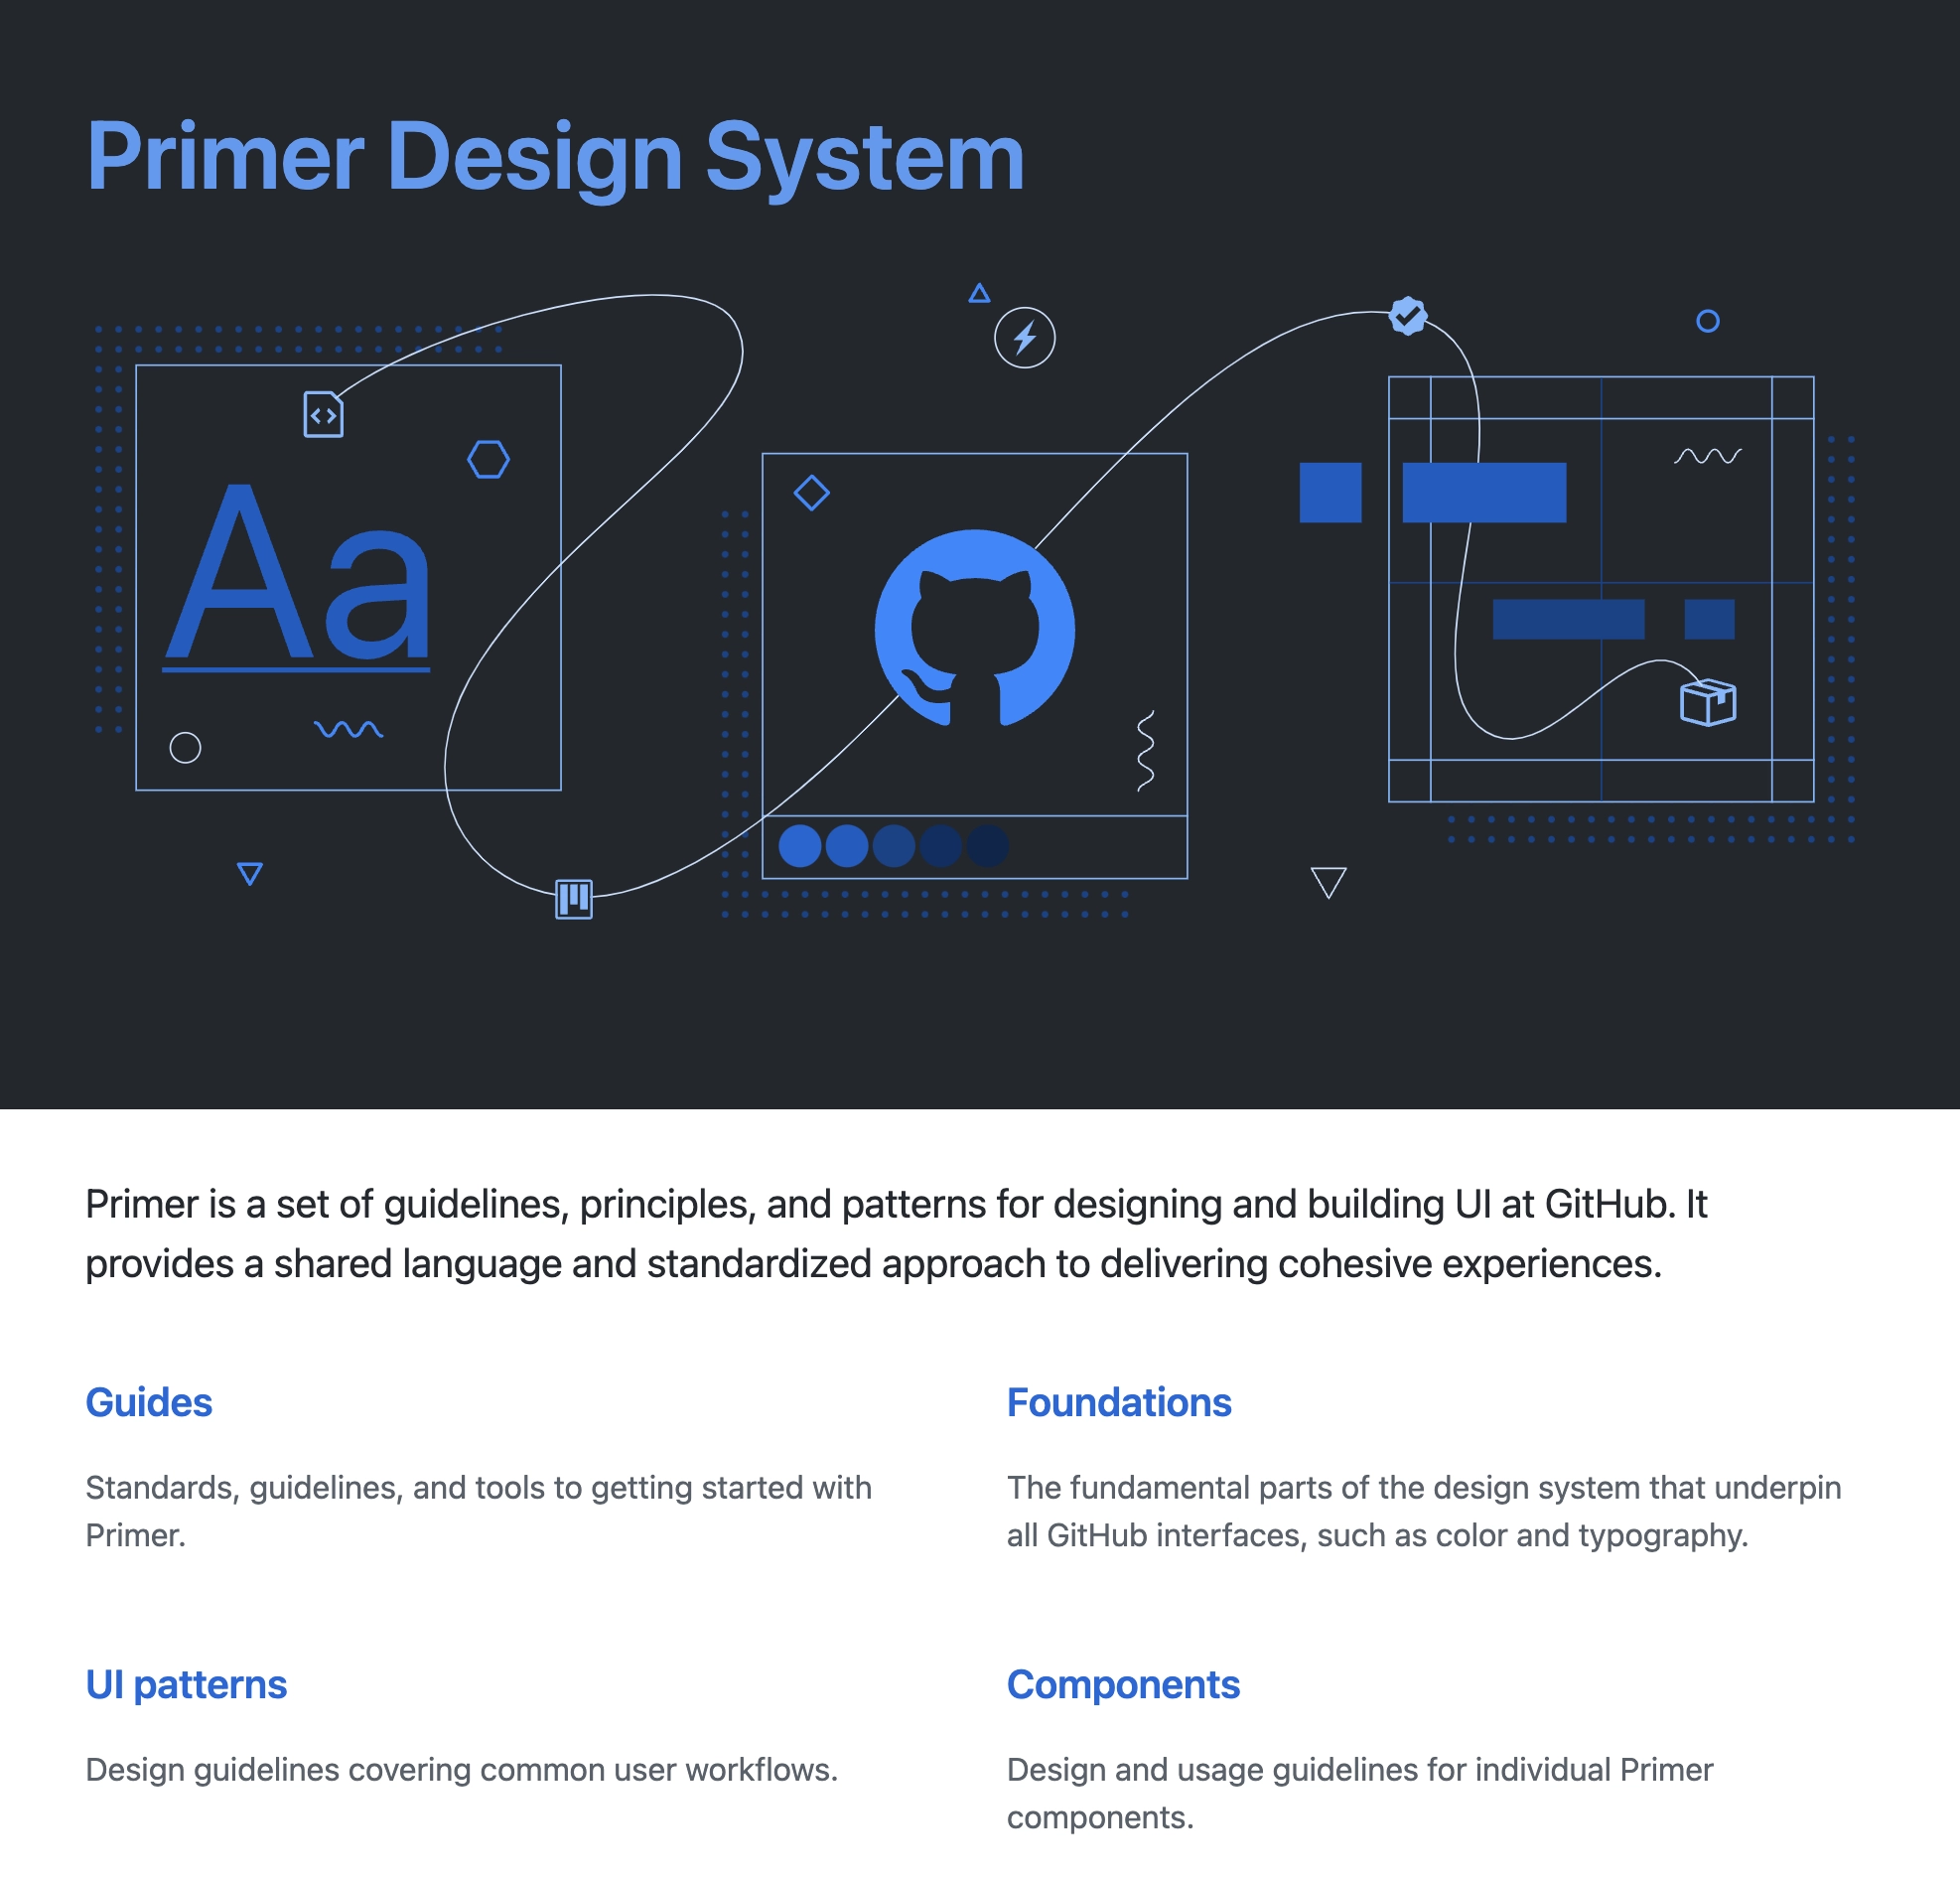 Primer Design System
Aa
Primer is a set of guidelines, principles, and patterns for designing and building UI at GitHub. It
provides a shared language and standardized approach to delivering cohesive experiences.
Guides
Standards, guidelines, and tools to getting started with
Primer.
Foundations
The fundamental parts of the design system that underpin
all GitHub interfaces, such as color and typography.
UI patterns
Design guidelines covering common user workflows.
Components
Design and usage guidelines for individual Primer
components.